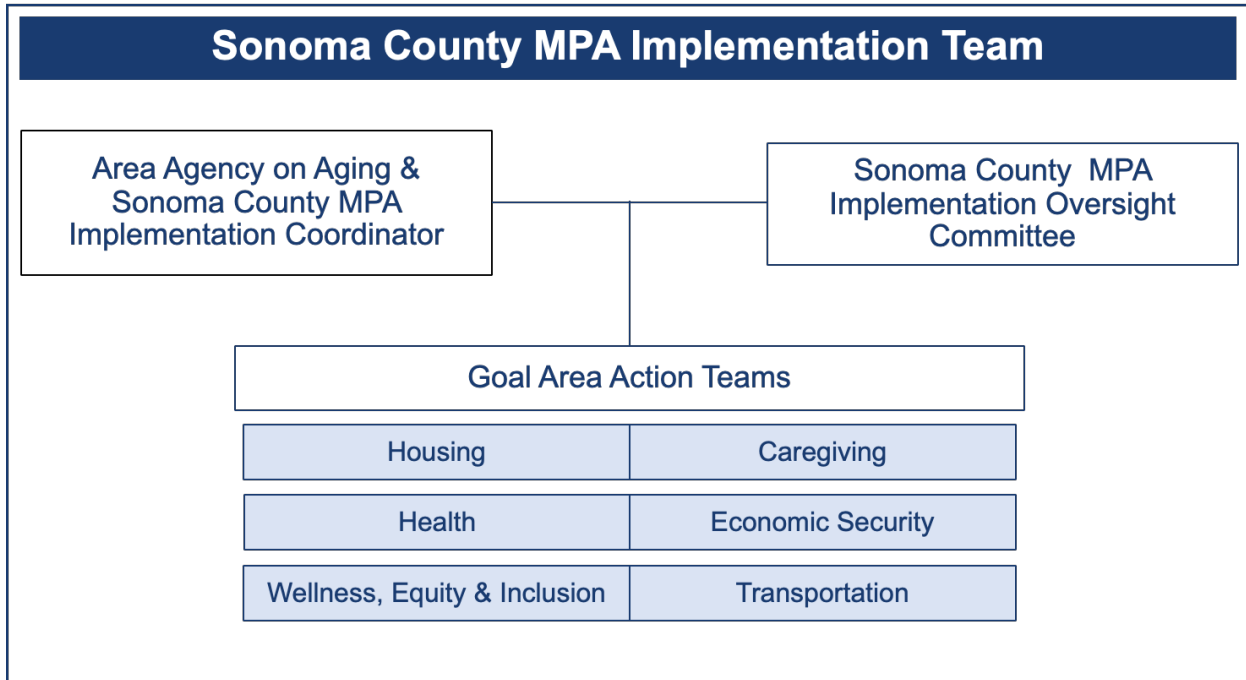 Sonoma County MPA Implementation Team
Area Agency on Aging &
Sonoma County MPA
Implementation Coordinator
Sonoma County  MPA
Implementation Oversight
Committee
Goal Area Action Teams
Housing
Caregiving
Health
Economic Security
Wellness, Equity & Inclusion
Transportation